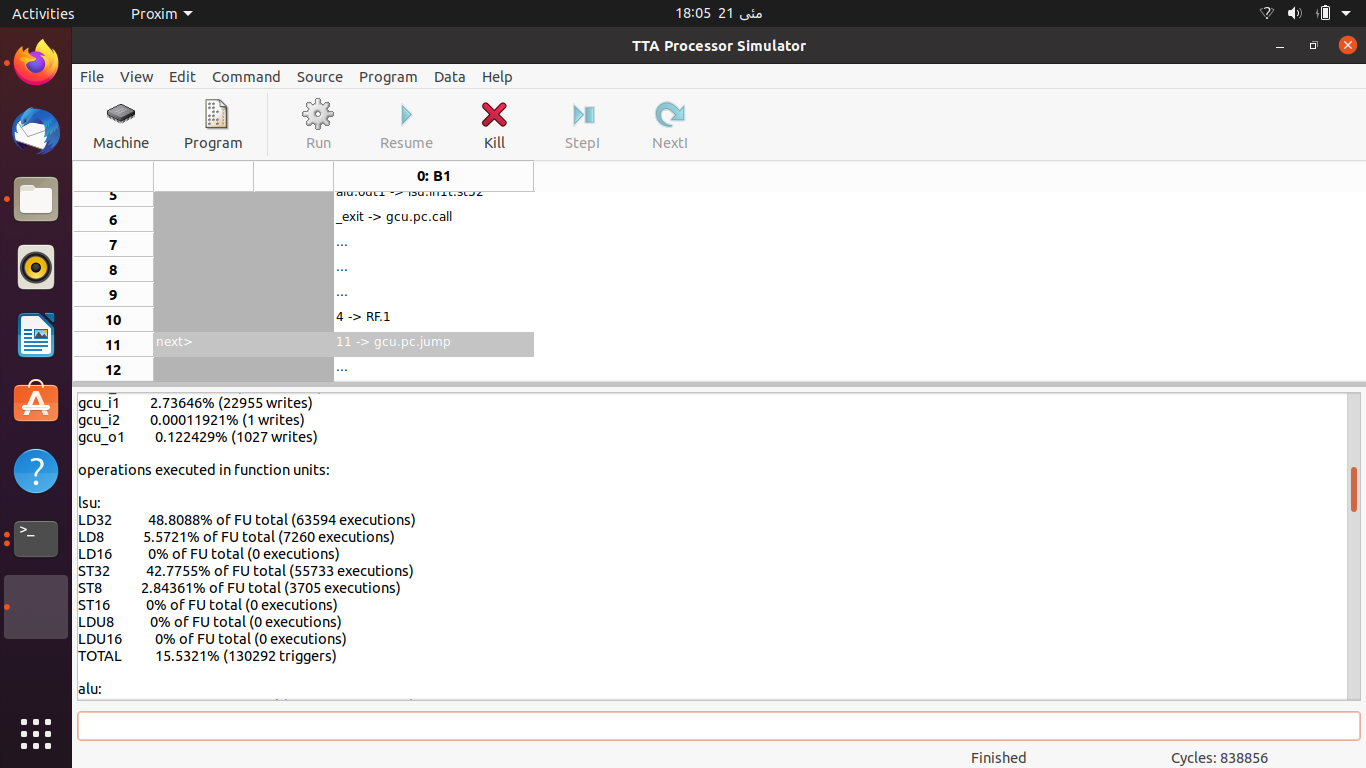 Activities Proxim 18:05 21 مئی
TTA Processor Simulator
File View Edit Command Source Program Data Help
Machine Program Run Resume Kill StepI NextI
0: B1
5 alu.out1 -> lsu.in1t.st32
6 _exit -> gcu.pc.call
7 ...
8 ...
9 ...
10 4 -> RF.1
11 next> 11 -> gcu.pc.jump
12 ...
gcu_i1 2.73646% (22955 writes)
gcu_i2 0.00011921% (1 writes)
gcu_o1 0.122429% (1027 writes)
operations executed in function units:
lsu:
LD32 48.8088% of FU total (63594 executions)
LD8 5.5721% of FU total (7260 executions)
LD16 0% of FU total (0 executions)
ST32 42.7755% of FU total (55733 executions)
ST8 2.84361% of FU total (3705 executions)
ST16 0% of FU total (0 executions)
LDU8 0% of FU total (0 executions)
LDU16 0% of FU total (0 executions)
TOTAL 15.5321% (130292 triggers)
alu:
Finished Cycles: 838856